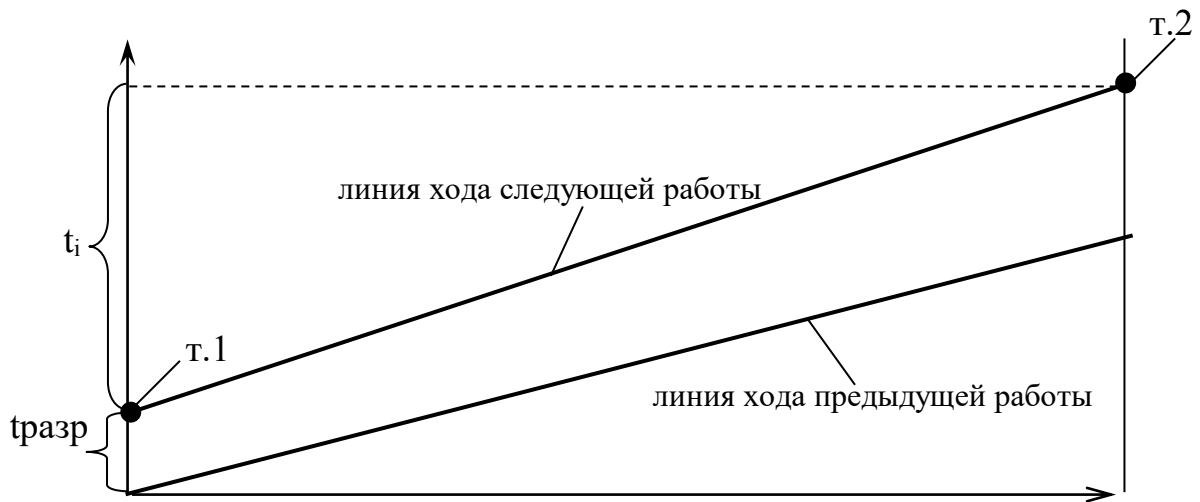 т.2
линия хода следующей работы
tᵢ
т.1
линия хода предыдущей работы
tразр